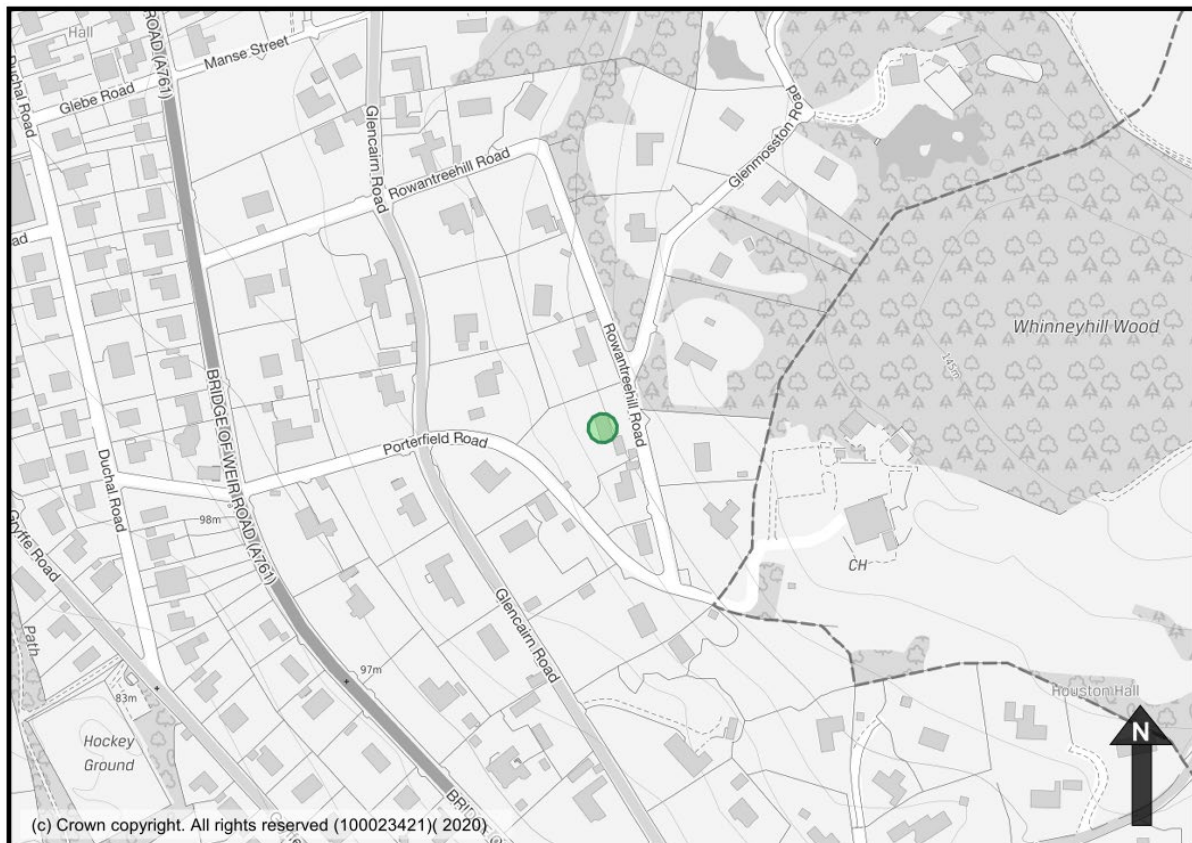 Hall
ROAD (A761)
Manse Street
Duchal Road
Glebe Road
Glencairn Road
Rowantreehill Road
Glenmosston Road
Whinneyhill Wood
145m
Rowantreehill Road
BRIDGE OF WEIR ROAD (A761)
Porterfield Road
Duchal Road
98m
Gryffe Road
CH
Glencairn Road
Path
97m
83m
Houston Hall
Hockey
Ground
N
(c) Crown copyright. All rights reserved (100023421)( 2020)